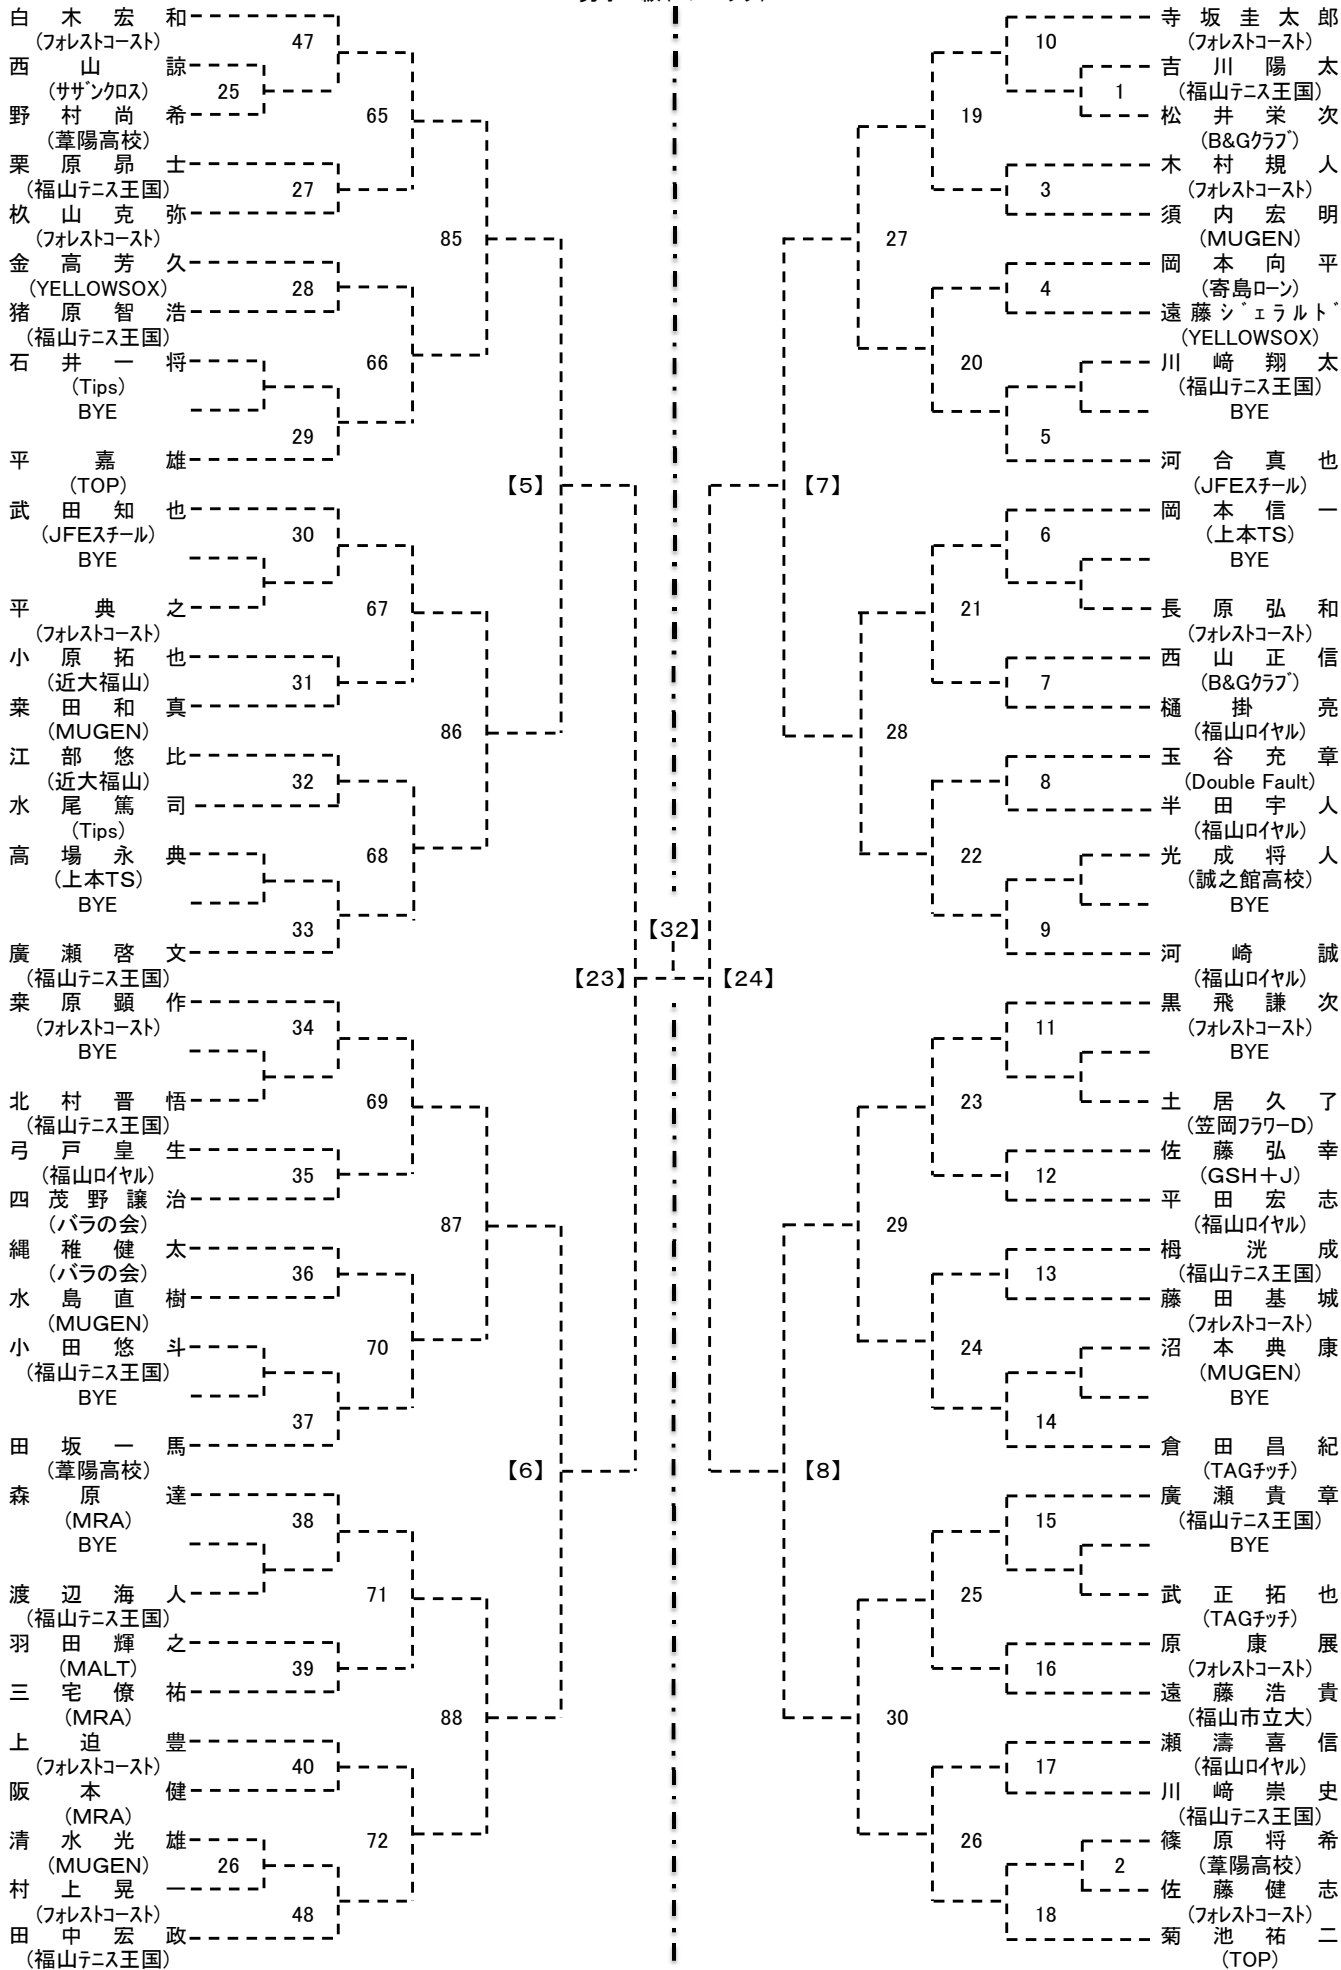 白木宏和
(フォレストコースト)
47
西山諒
(サザンクロス)
25
野村尚希
(葦陽高校)
65
栗原昴士
(福山テニス王国)
27
杦山克弥
(フォレストコースト)
85
金高芳久
(YELLOWSOX)
28
猪原智浩
(福山テニス王国)
石井一将
(Tips)
66
BYE
29
平嘉雄
(TOP)
【5】
武田知也
(JFEスチール)
30
BYE
平典之
(フォレストコースト)
67
小原拓也
(近大福山)
31
桒田和真
(MUGEN)
86
江部悠比
(近大福山)
32
水尾篤司
(Tips)
高場永典
(上本TS)
68
BYE
33
廣瀬啓文
(福山テニス王国)
【23】
桒原顕作
(フォレストコースト)
34
BYE
北村晋悟
(福山テニス王国)
69
弓戸皇生
(福山ロイヤル)
35
四茂野譲治
(バラの会)
87
縄稚健太
(バラの会)
36
水島直樹
(MUGEN)
小田悠斗
(福山テニス王国)
70
BYE
37
田坂一馬
(葦陽高校)
【6】
森原達
(MRA)
38
BYE
渡辺海人
(福山テニス王国)
71
羽田輝之
(MALT)
39
三宅僚祐
(MRA)
88
上迫豊
(フォレストコースト)
40
阪本健
(MRA)
清水光雄
(MUGEN)
72
26
村上晃一
(フォレストコースト)
48
田中宏政
(福山テニス王国)
【32】
寺坂圭太郎
(フォレストコースト)
10
吉川陽太
(福山テニス王国)
1
松井栄次
(B&Gクラブ)
19
木村規人
(フォレストコースト)
3
須内宏明
(MUGEN)
27
岡本向平
(寄島ローン)
4
遠藤ジェラルド
(YELLOWSOX)
川崎翔太
(福山テニス王国)
20
BYE
5
河合真也
(JFEスチール)
【7】
岡本信一
(上本TS)
6
BYE
長原弘和
(フォレストコースト)
21
西山正信
(B&Gクラブ)
7
樋掛亮
(福山ロイヤル)
28
玉谷充章
(Double Fault)
8
半田宇人
(福山ロイヤル)
光成将人
(誠之館高校)
22
BYE
9
河崎誠
(福山ロイヤル)
【24】
黒飛謙次
(フォレストコースト)
11
BYE
土居久了
(笠岡フラワーD)
23
佐藤弘幸
(GSH+J)
12
平田宏志
(福山ロイヤル)
29
栂洸成
(福山テニス王国)
13
藤田基城
(フォレストコースト)
沼本典康
(MUGEN)
24
BYE
14
倉田昌紀
(TAGチッチ)
【8】
廣瀬貴章
(福山テニス王国)
15
BYE
武正拓也
(TAGチッチ)
25
原康展
(フォレストコースト)
16
遠藤浩貴
(福山市立大)
30
瀬濤喜信
(福山ロイヤル)
17
川崎崇史
(福山テニス王国)
篠原将希
(葦陽高校)
26
2
佐藤健志
(フォレストコースト)
18
菊池祐二
(TOP)